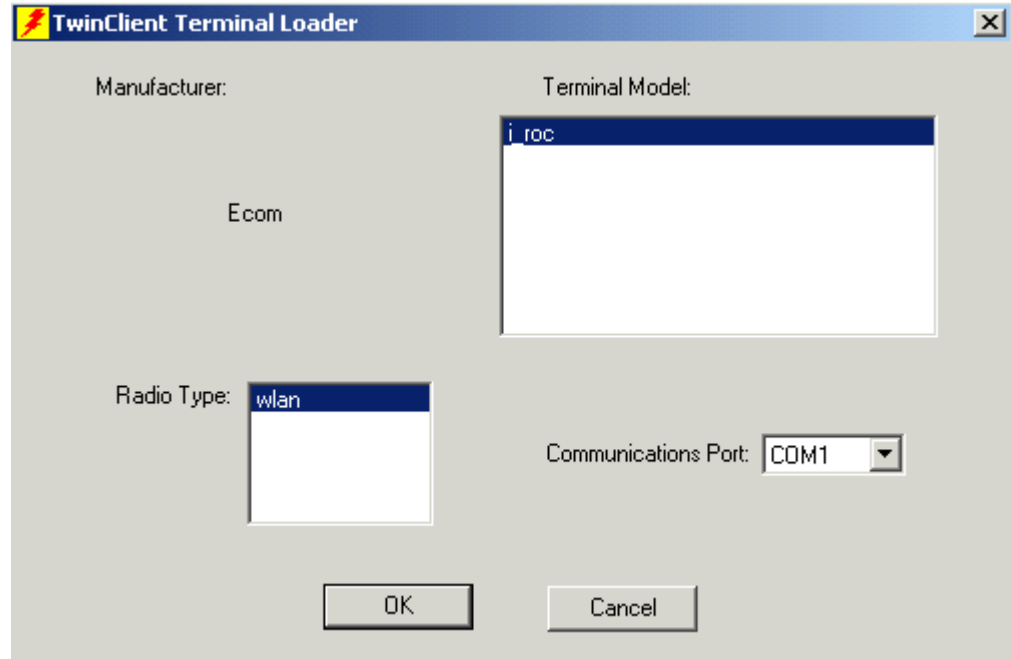 TwinClient Terminal Loader
Manufacturer:
Terminal Model:
i_roc
Ecom
Radio Type:
wlan
Communications Port:
COM1
OK
Cancel